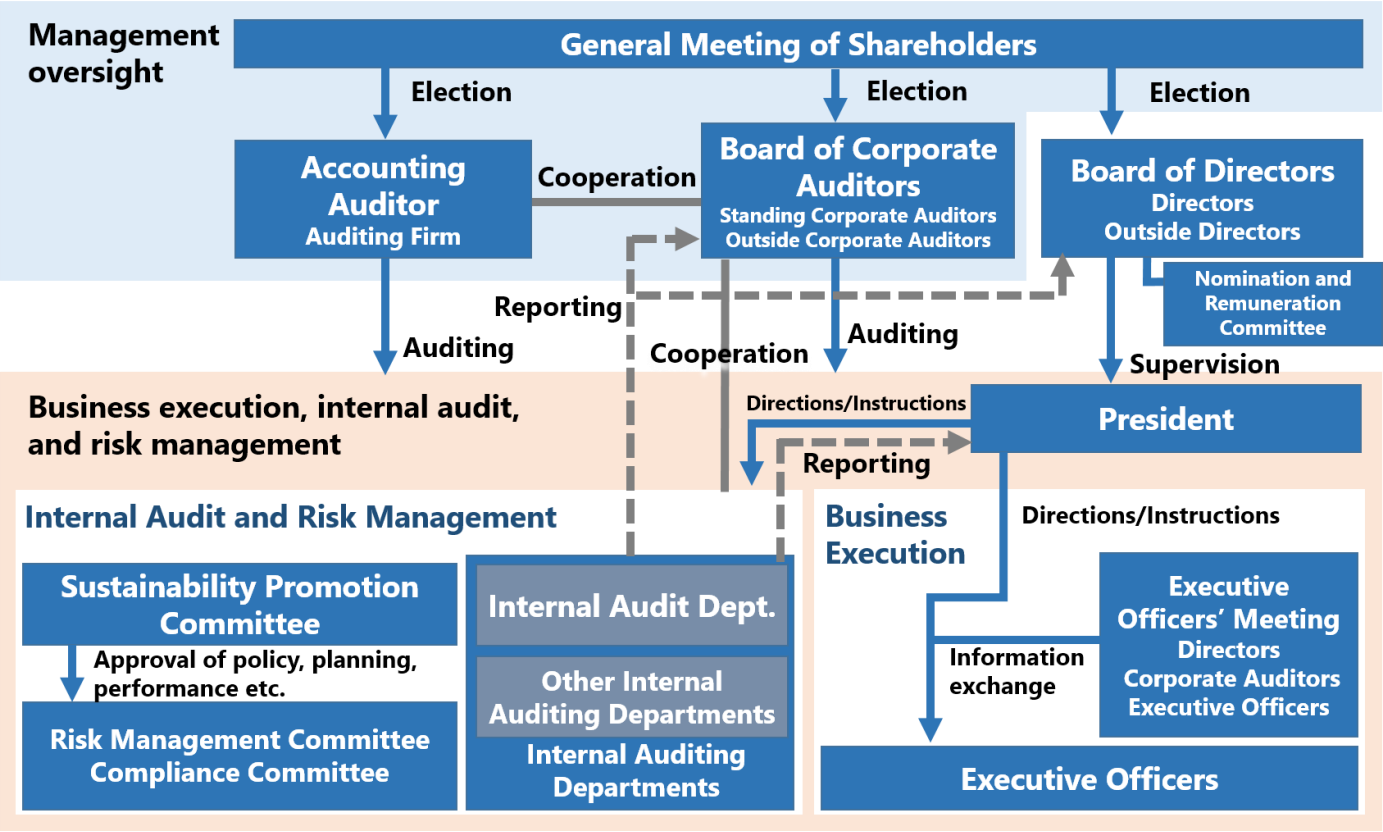 Management
oversight
General Meeting of Shareholders
Election
Election
Election
Accounting
Auditor
Auditing Firm
Cooperation
Board of Corporate
Auditors
Standing Corporate Auditors
Outside Corporate Auditors
Board of Directors
Directors
Outside Directors
Nomination and
Remuneration
Committee
Reporting
Auditing
Cooperation
Auditing
Supervision
Business execution, internal audit,
and risk management
Directions/Instructions
President
Reporting
Internal Audit and Risk Management
Sustainability Promotion
Committee
Approval of policy, planning,
performance etc.
Risk Management Committee
Compliance Committee
Internal Audit Dept.
Other Internal
Auditing Departments
Internal Auditing
Departments
Business
Execution
Directions/Instructions
Executive
Officers’ Meeting
Directors
Corporate Auditors
Executive Officers
Information
exchange
Executive Officers